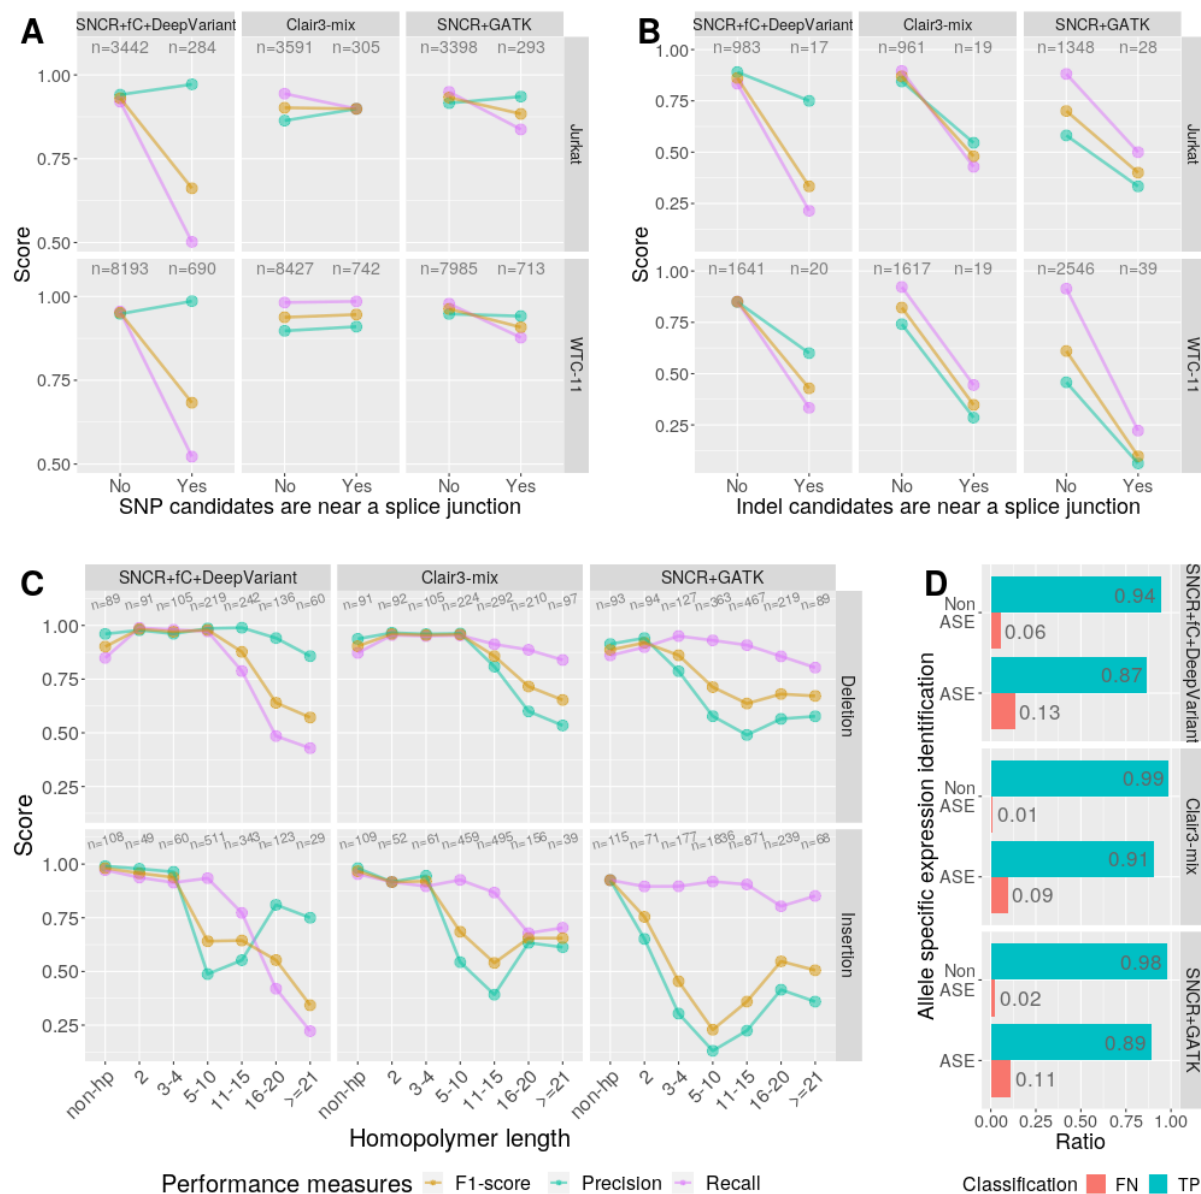 A
SNCR+fC+DeepVariant Clair3-mix SNCR+GATK
n=3442 n=284 n=3591 n=305 n=3398 n=293
1.00
0.75
0.50
Jurkat
n=8193 n=690 n=8427 n=742 n=7985 n=713
1.00
0.75
0.50
WTC-11
Score
No Yes No Yes No Yes
SNP candidates are near a splice junction
B
SNCR+fC+DeepVariant Clair3-mix SNCR+GATK
n=983 n=17 n=961 n=19 n=1348 n=28
1.00
0.75
0.50
0.25
Jurkat
n=1641 n=20 n=1617 n=19 n=2546 n=39
1.00
0.75
0.50
0.25
WTC-11
Score
No Yes No Yes No Yes
Indel candidates are near a splice junction
C
SNCR+fC+DeepVariant Clair3-mix SNCR+GATK
n=89 n=91 n=105 n=219 n=242 n=136 n=60 n=91 n=92 n=105 n=224 n=292 n=210 n=97 n=93 n=94 n=127 n=363 n=467 n=219 n=89
1.00
0.75
0.50
0.25
Deletion
n=108 n=49 n=60 n=511 n=343 n=123 n=29 n=109 n=52 n=61 n=459 n=495 n=156 n=39 n=115 n=71 n=177 n=1836 n=871 n=239 n=68
1.00
0.75
0.50
0.25
Insertion
Score
non-hp 2 3-4 5-10 11-15 16-20 >=21 non-hp 2 3-4 5-10 11-15 16-20 >=21 non-hp 2 3-4 5-10 11-15 16-20 >=21
Homopolymer length
Performance measures F1-score Precision Recall
D
Allele specific expression identification
Non
ASE
0.94
0.06
ASE
0.87
0.13
SNCR+fC+DeepVariant
Non
ASE
0.99
0.01
ASE
0.91
0.09
Clair3-mix
Non
ASE
0.98
0.02
ASE
0.89
0.11
SNCR+GATK
0.00 0.25 0.50 0.75 1.00
Ratio
Classification FN TP